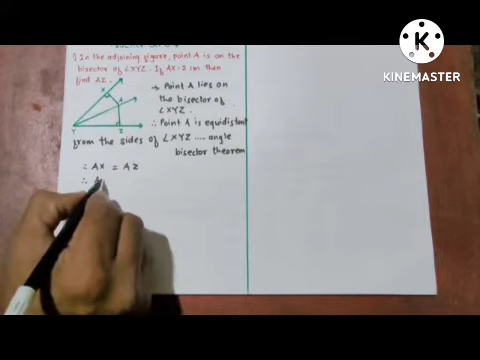 1) In the adjoining figure, Point A is on the
bisector of ∠XYZ. If AX = 2 cm then
find AZ.
X
A
Y
Z
→ Point A lies on
the bisector of
∠XYZ.
∴ Point A is equidistant
from the sides of ∠XYZ .... angle
bisector theorem
∴ AX = AZ
∴ A
K
KINEMASTER